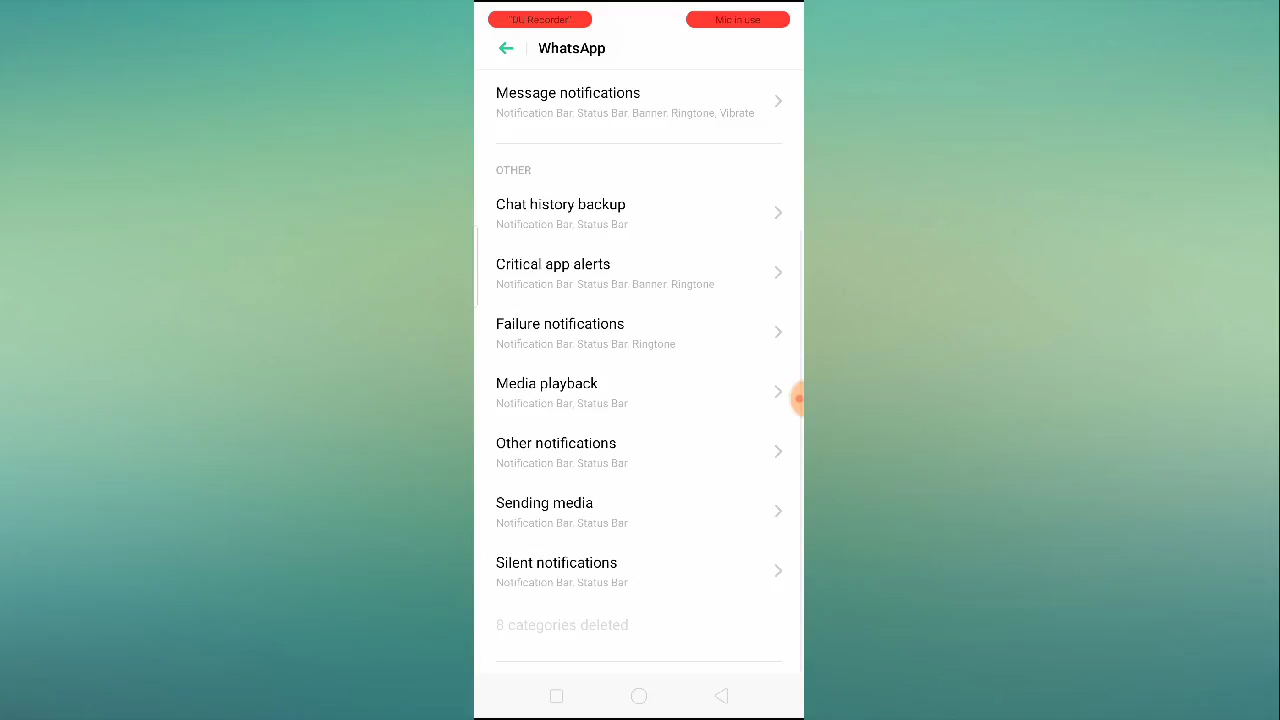 "DU Recorder"
Mic in use
WhatsApp
Message notifications
Notification Bar, Status Bar, Banner, Ringtone, Vibrate
OTHER
Chat history backup
Notification Bar, Status Bar
Critical app alerts
Notification Bar, Status Bar, Banner, Ringtone
Failure notifications
Notification Bar, Status Bar, Ringtone
Media playback
Notification Bar, Status Bar
Other notifications
Notification Bar, Status Bar
Sending media
Notification Bar, Status Bar
Silent notifications
Notification Bar, Status Bar
8 categories deleted